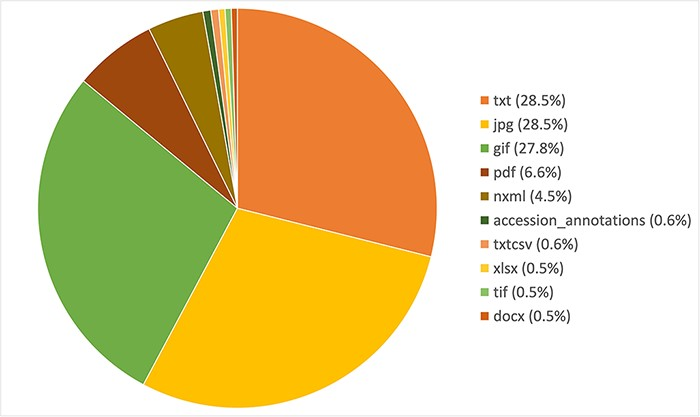 txt (28.5%)
jpg (28.5%)
gif (27.8%)
pdf (6.6%)
nxml (4.5%)
accession_annotations (0.6%)
txtcsv (0.6%)
xlsx (0.5%)
tif (0.5%)
docx (0.5%)